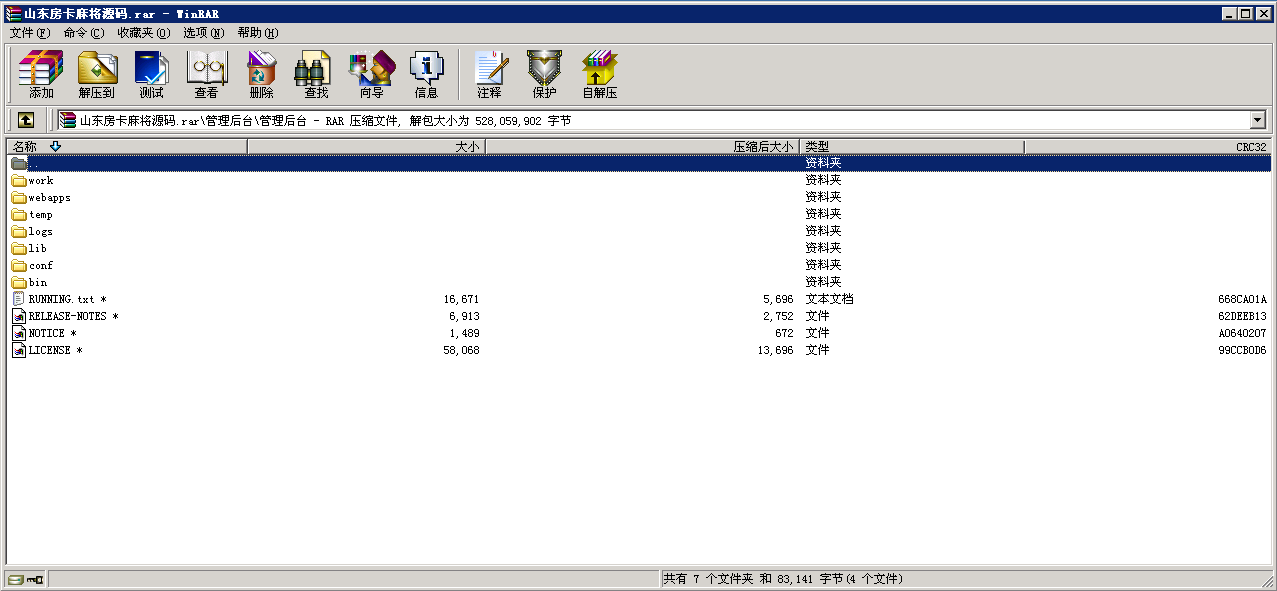 山东房卡麻将源码.rar - WinRAR
文件(F) 命令(C) 收藏夹(O) 选项(N) 帮助(H)
添加 解压到 测试 查看 删除 查找 向导 信息 注释 保护 自解压
山东房卡麻将源码.rar\管理后台\管理后台 - RAR 压缩文件, 解包大小为 528,059,902 字节
名称 大小 压缩后大小 类型 CRC32
.. 资料夹
work 资料夹
webapps 资料夹
temp 资料夹
logs 资料夹
lib 资料夹
conf 资料夹
bin 资料夹
RUNNING.txt * 16,671 5,696 文本文档 668CA01A
RELEASE-NOTES * 6,913 2,752 文件 62DEEB13
NOTICE * 1,489 672 文件 A0640207
LICENSE * 58,068 13,696 文件 99CCB0D6
共有 7 个文件夹 和 83,141 字节(4 个文件)